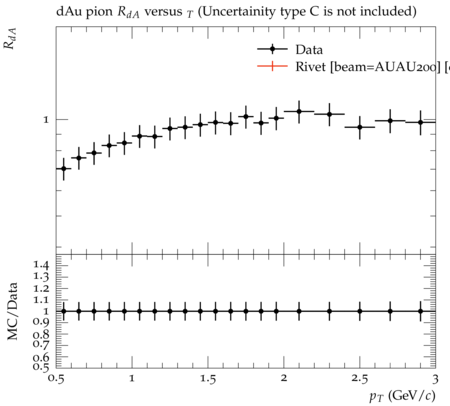 dAu pion R_dA versus _T (Uncertainity type C is not included)
R_dA
Data
Rivet [beam=AUAU200] [
1
MC/Data
1.4
1.3
1.2
1.1
1
0.9
0.8
0.7
0.6
0.5
0.5 1 1.5 2 2.5 3
p_T (GeV/c)